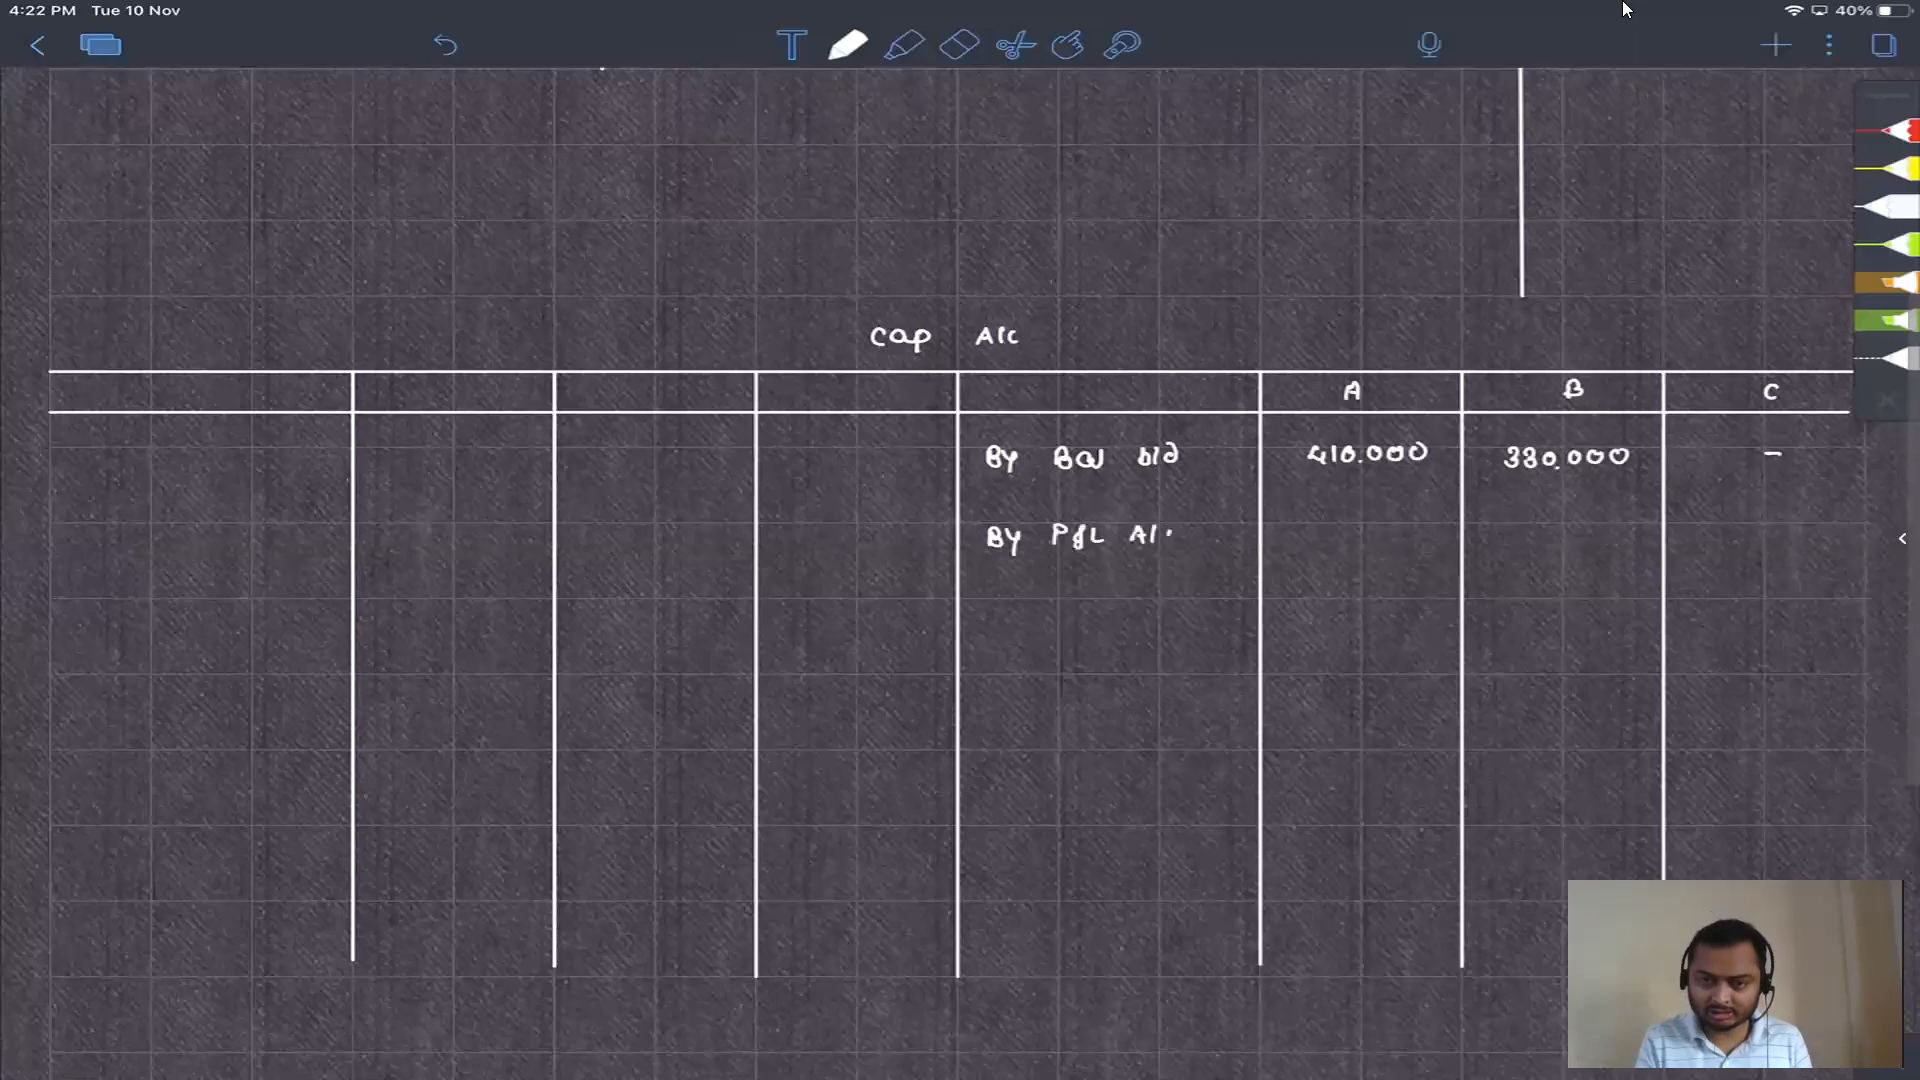 4:22 PM Tue 10 Nov
40%
Cap A/c
A B C
By Bal b/d 410.000 330.000 -
By P&L A/.